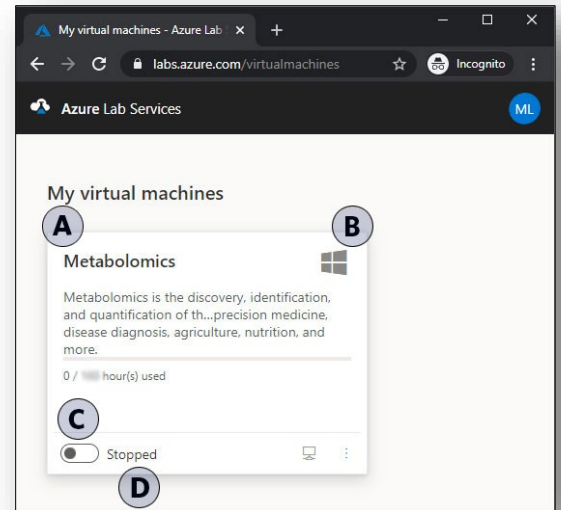 My virtual machines - Azure Lab S
labs.azure.com/virtualmachines
Incognito
Azure Lab Services
ML
My virtual machines
A
B
Metabolomics
Metabolomics is the discovery, identification,
and quantification of th...precision medicine,
disease diagnosis, agriculture, nutrition, and
more.
0 / hour(s) used
C
Stopped
D